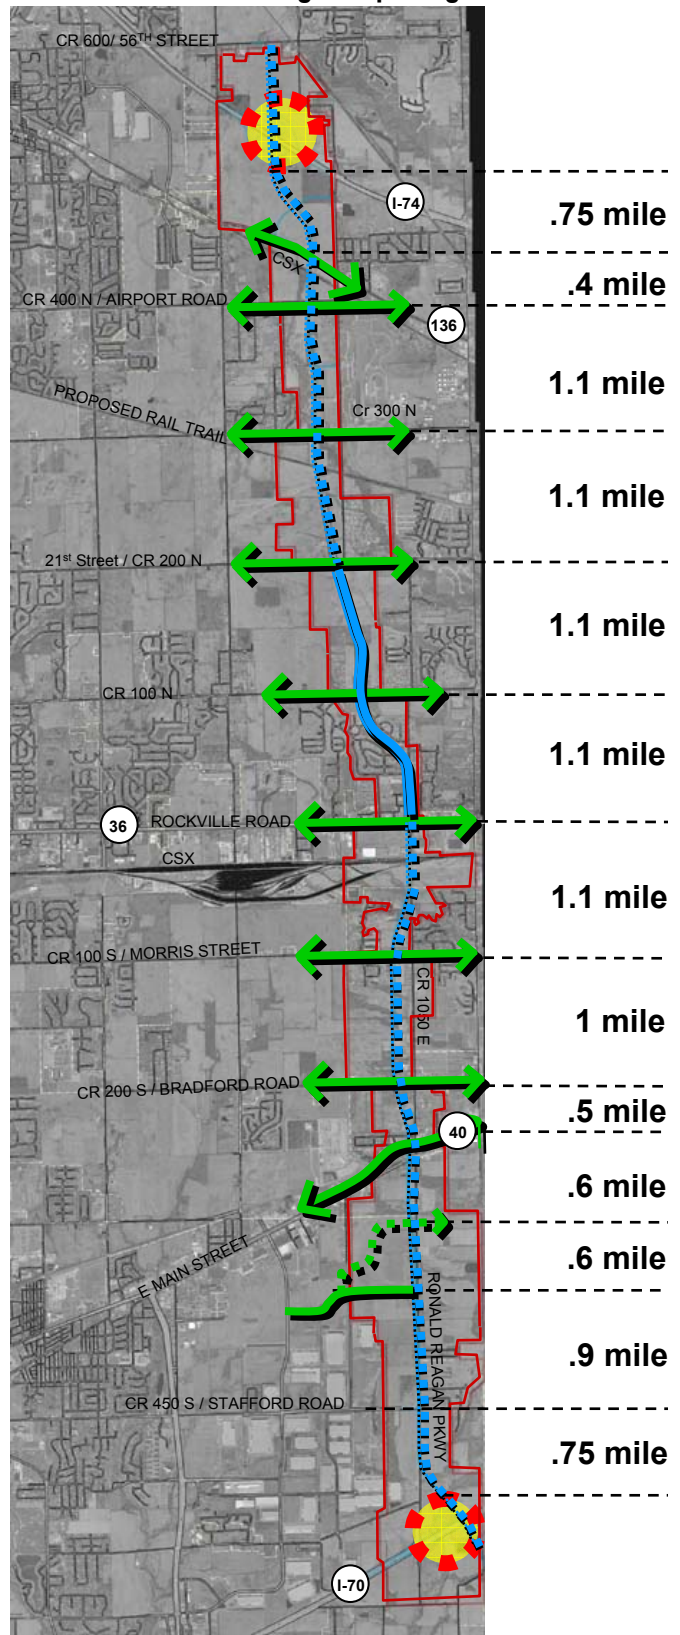 CR 600/ 56TH STREET
I-74
.75 mile
CSX
.4 mile
CR 400 N / AIRPORT ROAD
136
1.1 mile
PROPOSED RAIL TRAIL
Cr 300 N
1.1 mile
21st Street / CR 200 N
1.1 mile
CR 100 N
1.1 mile
36
ROCKVILLE ROAD
CSX
1.1 mile
CR 100 S / MORRIS STREET
CR 1050 E
1 mile
CR 200 S / BRADFORD ROAD
.5 mile
40
.6 mile
E MAIN STREET
.6 mile
RONALD REAGAN PKWY
.9 mile
CR 450 S / STAFFORD ROAD
.75 mile
I-70